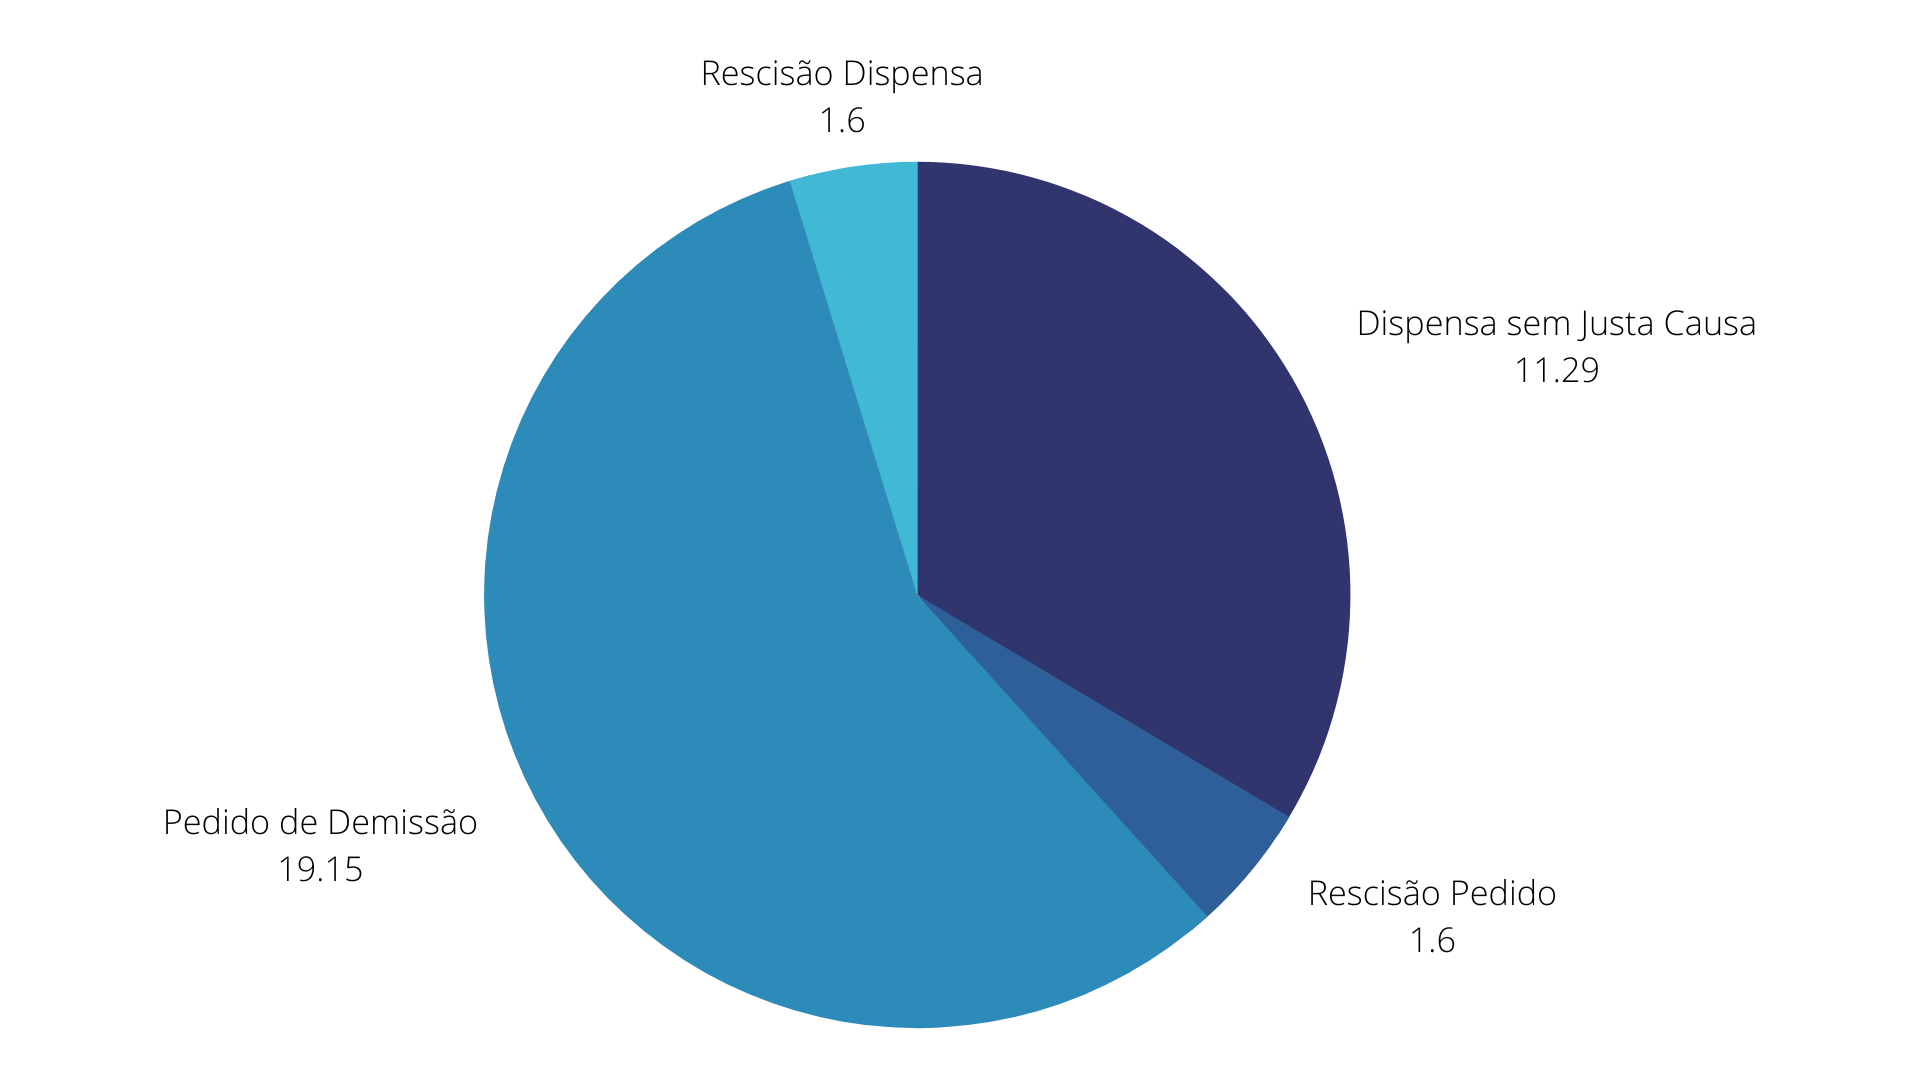 Rescisão Dispensa
1.6
Dispensa sem Justa Causa
11.29
Pedido de Demissão
19.15
Rescisão Pedido
1.6